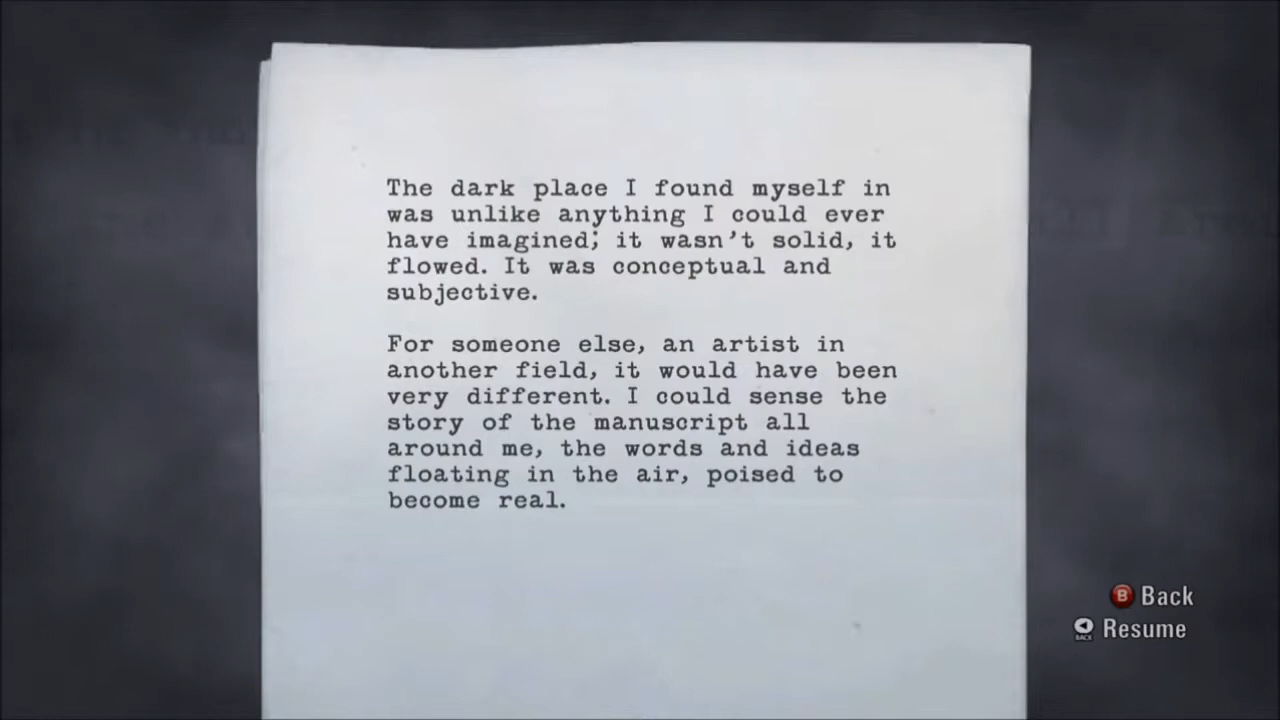 The dark place I found myself in
was unlike anything I could ever
have imagined; it wasn't solid, it
flowed. It was conceptual and
subjective.
For someone else, an artist in
another field, it would have been
very different. I could sense the
story of the manuscript all
around me, the words and ideas
floating in the air, poised to
become real.
B Back
BACK Resume